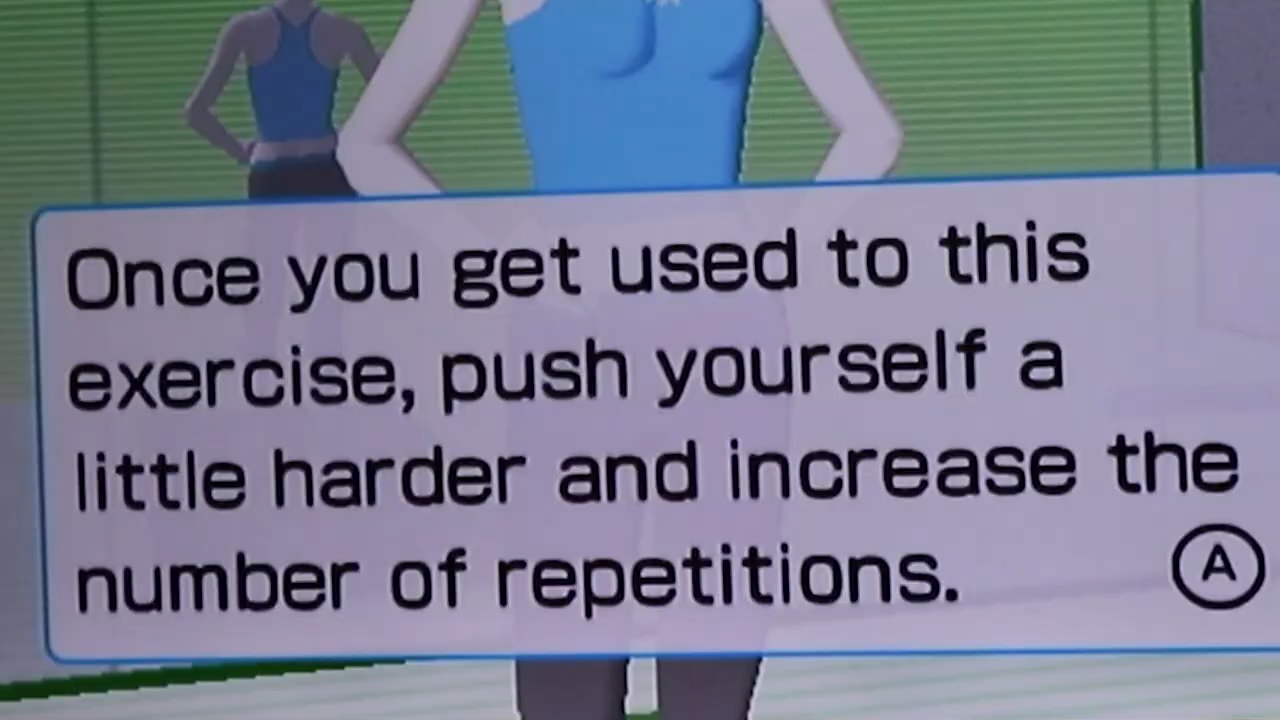 Once you get used to this
exercise, push yourself a
little harder and increase the
number of repetitions.
A